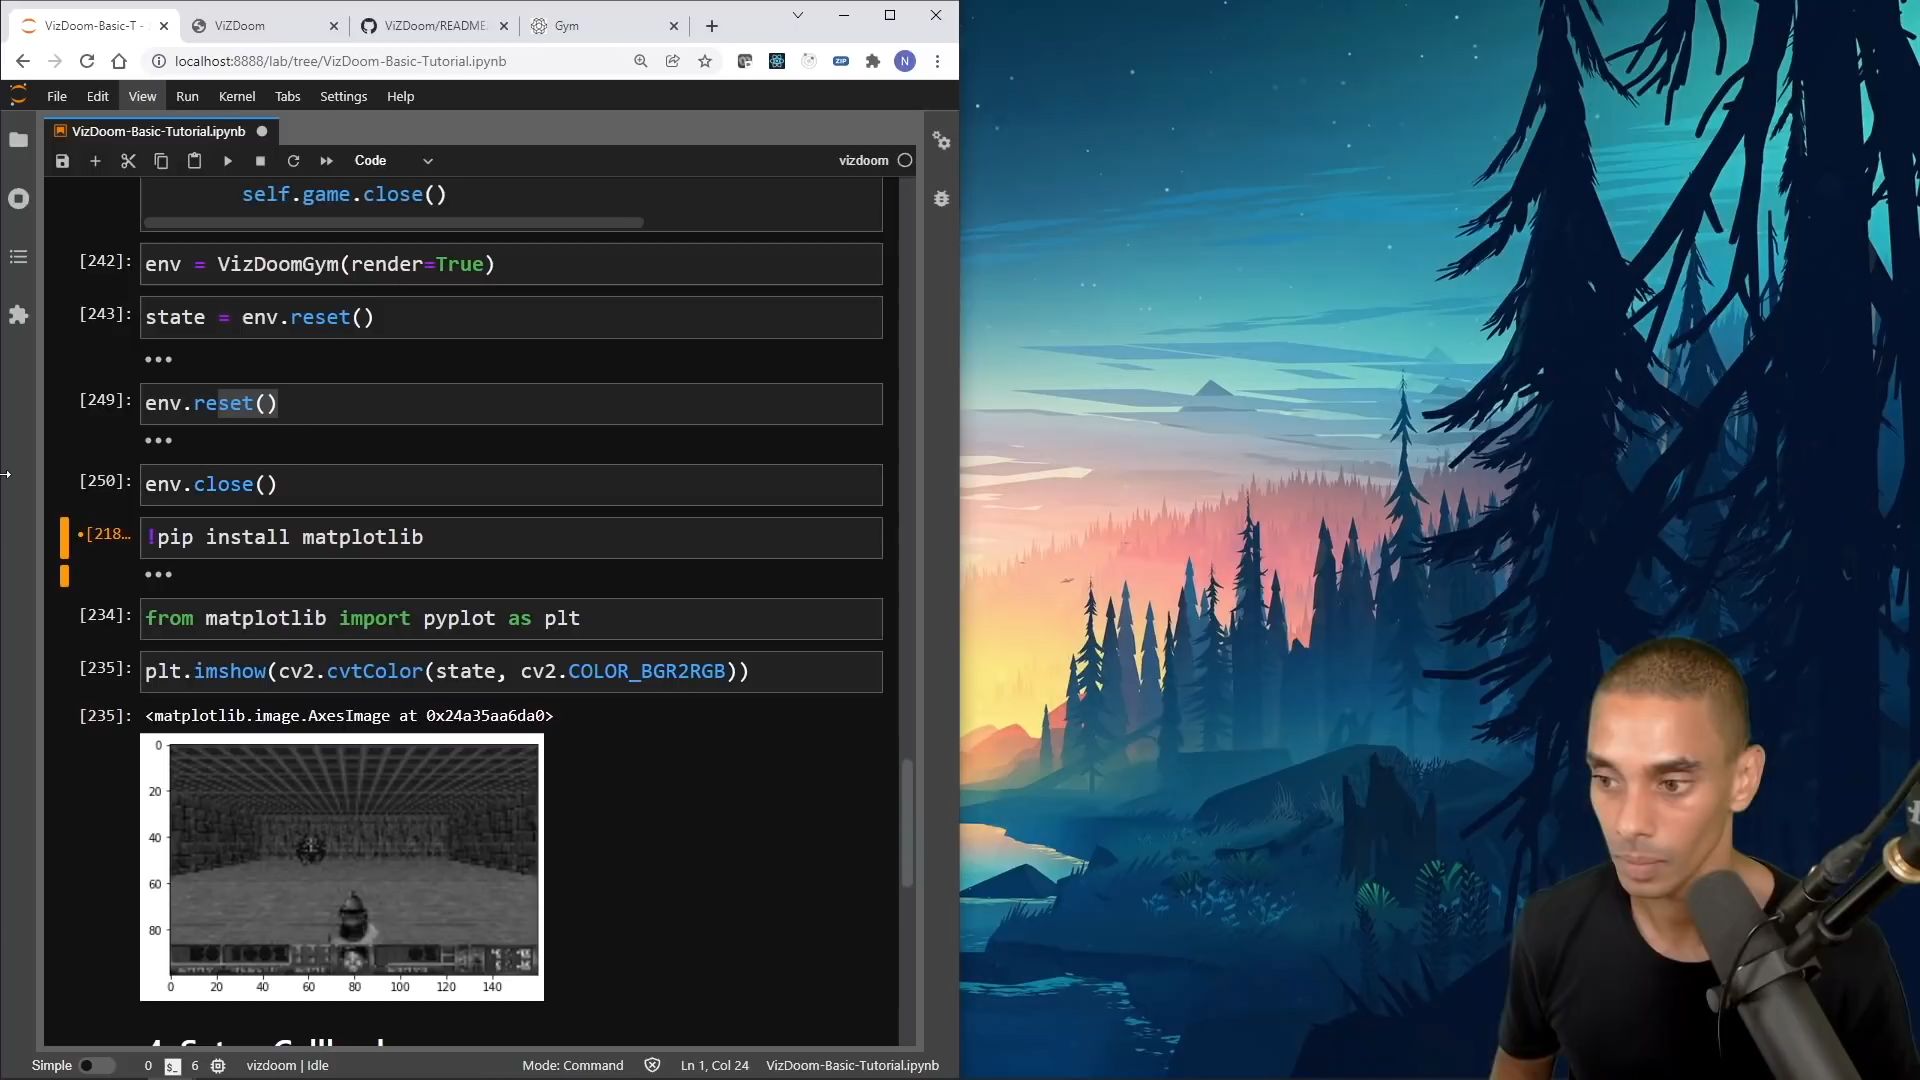 VizDoom-Basic-T -
ViZDoom
ViZDoom/README.
Gym
localhost:8888/lab/tree/VizDoom-Basic-Tutorial.ipynb
ZIP
N
File Edit View Run Kernel Tabs Settings Help
VizDoom-Basic-Tutorial.ipynb
Code
vizdoom
self.game.close()
[242]: env = VizDoomGym(render=True)
[243]: state = env.reset()
[249]: env.reset()
[250]: env.close()
[218… !pip install matplotlib
[234]: from matplotlib import pyplot as plt
[235]: plt.imshow(cv2.cvtColor(state, cv2.COLOR_BGR2RGB))
[235]: <matplotlib.image.AxesImage at 0x24a35aa6da0>
0
20
40
60
80
0 20 40 60 80 100 120 140
Simple 0 $_ 6 vizdoom | Idle Mode: Command Ln 1, Col 24 VizDoom-Basic-Tutorial.ipynb